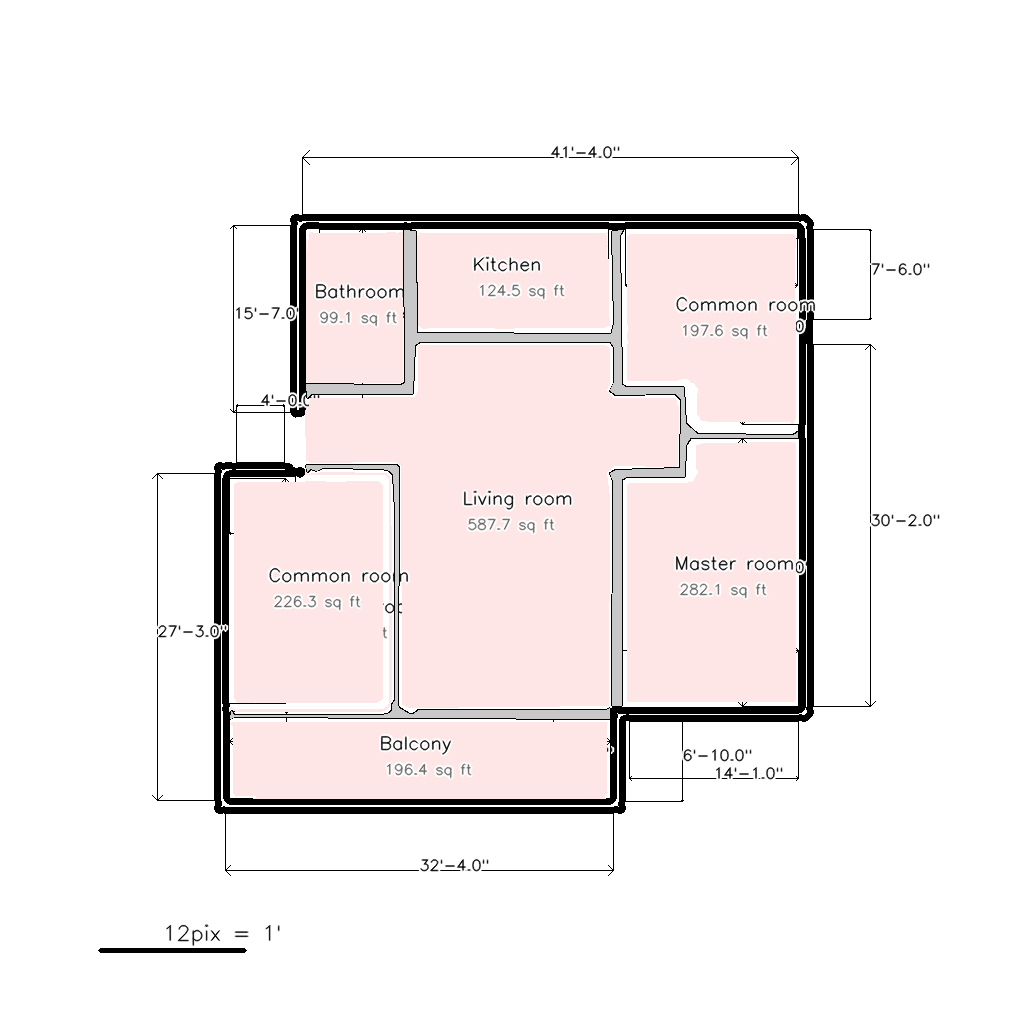 41'-4.0"
Kitchen
124.5 sq ft
7'-6.0"
Bathroom
99.1 sq ft
Common room
197.6 sq ft
0
15'-7.0
4'-0.0"
Living room
587.7 sq ft
30'-2.0"
Master room
0
282.1 sq ft
Common room
226.3 sq ft
27'-3.0"
Balcony
196.4 sq ft
6'-10.0"
14'-1.0"
32'-4.0"
12pix = 1'